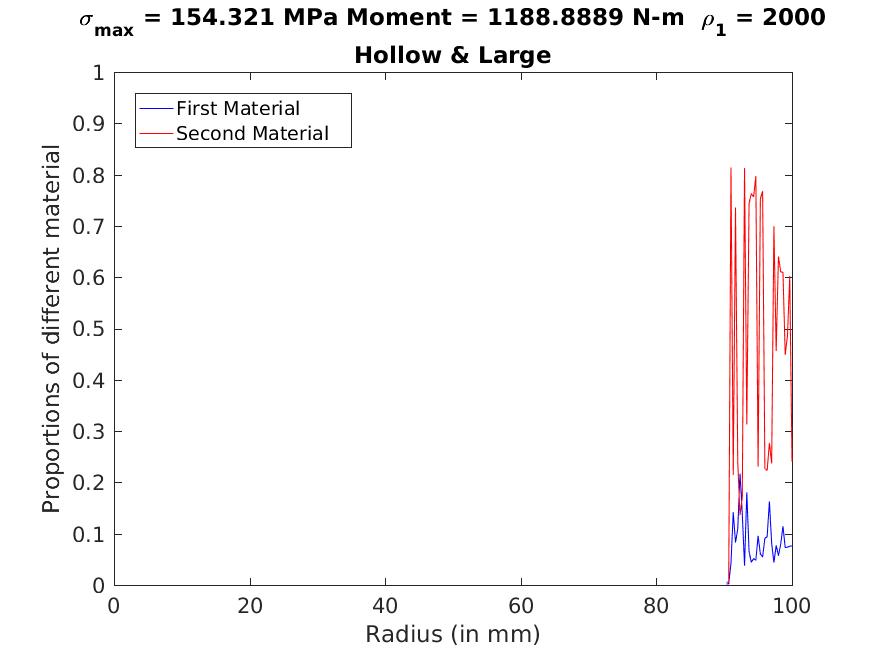 σmax = 154.321 MPa Moment = 1188.8889 N-m ρ1 = 2000
Hollow & Large
First Material
Second Material
Proportions of different material
1
0.9
0.8
0.7
0.6
0.5
0.4
0.3
0.2
0.1
0
0 20 40 60 80 100
Radius (in mm)